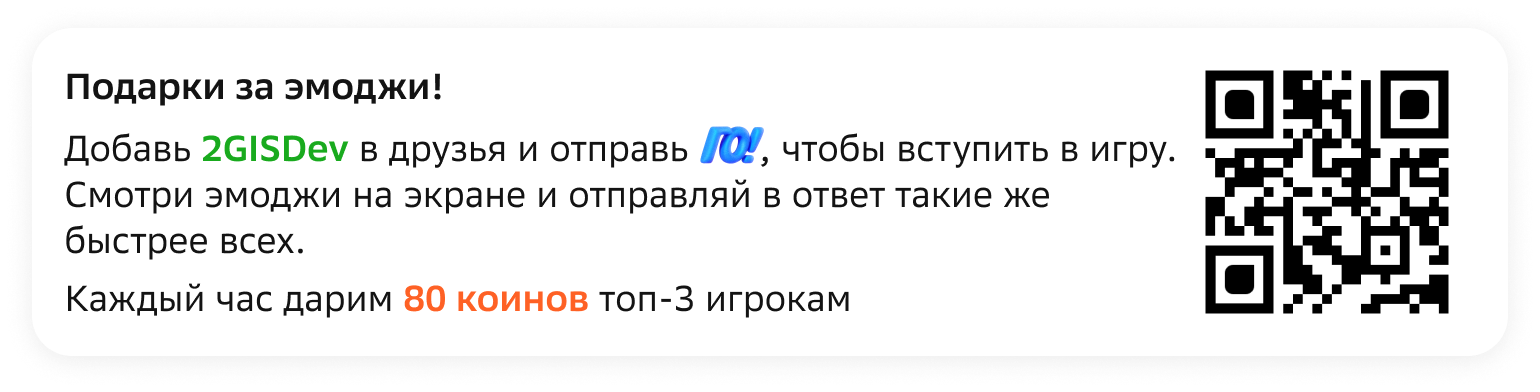 Подарки за эмоджи!
Добавь 2GISDev в друзья и отправь ГО!, чтобы вступить в игру.
Смотри эмоджи на экране и отправляй в ответ такие же
быстрее всех.
Каждый час дарим 80 коинов топ-3 игрокам